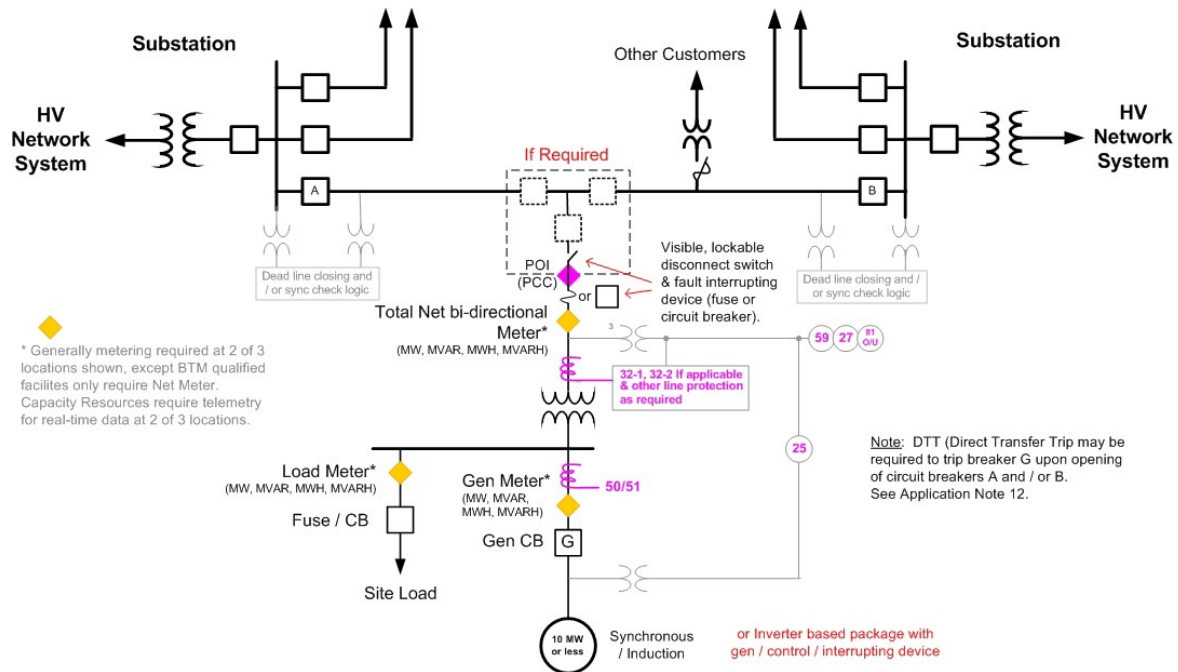 Substation
Substation
Other Customers
HV
Network
System
HV
Network
System
If Required
A
B
Dead line closing and
/ or sync check logic
POI
(PCC)
or
Visible, lockable
disconnect switch
& fault interrupting
device (fuse or
circuit breaker).
Dead line closing and /
or sync check logic
Total Net bi-directional
Meter*
(MW, MVAR, MWH, MVARH)
3
59
27
81
O/U
* Generally metering required at 2 of 3
locations shown, except BTM qualified
facilites only require Net Meter.
Capacity Resources require telemetry
for real-time data at 2 of 3 locations.
32-1, 32-2 If applicable
& other line protection
as required
25
Note: DTT (Direct Transfer Trip may be
required to trip breaker G upon opening
of circuit breakers A and / or B.
See Application Note 12.
Load Meter*
(MW, MVAR, MWH, MVARH)
Gen Meter*
(MW, MVAR,
MWH, MVARH)
50/51
Fuse / CB
Gen CB
G
Site Load
10 MW
or less
Synchronous
/ Induction
or Inverter based package with
gen / control / interrupting device